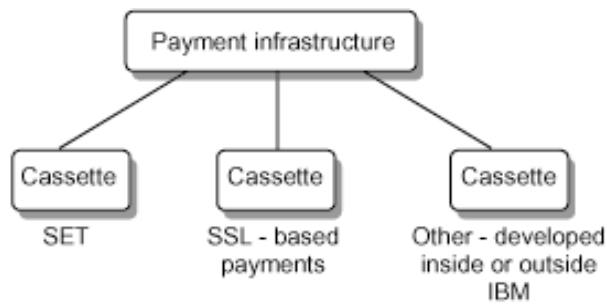 Payment infrastructure
Cassette
Cassette
Cassette
SET
SSL - based
payments
Other - developed
inside or outside
IBM